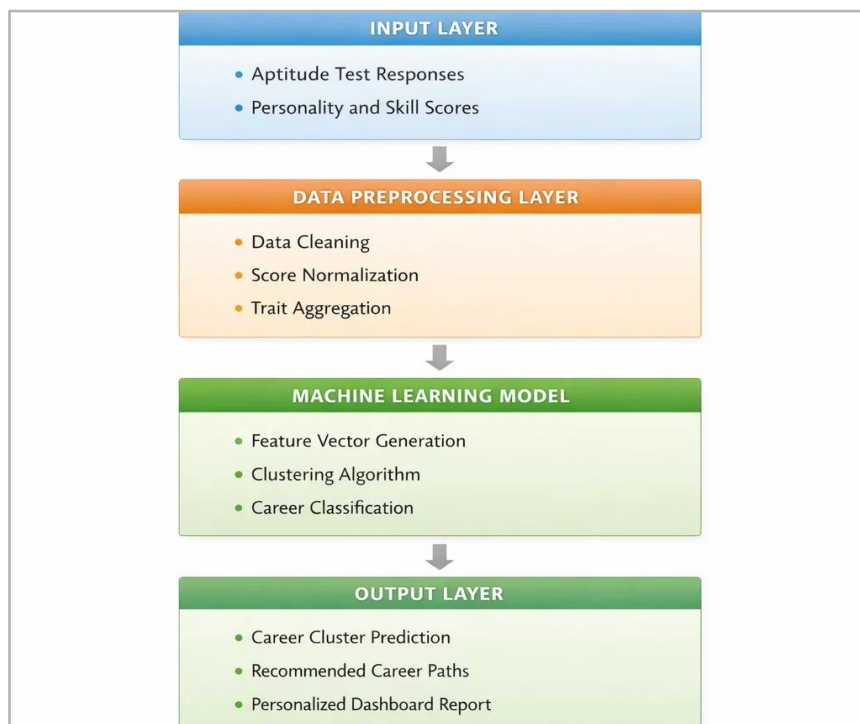 INPUT LAYER
Aptitude Test Responses
Personality and Skill Scores
DATA PREPROCESSING LAYER
Data Cleaning
Score Normalization
Trait Aggregation
MACHINE LEARNING MODEL
Feature Vector Generation
Clustering Algorithm
Career Classification
OUTPUT LAYER
Career Cluster Prediction
Recommended Career Paths
Personalized Dashboard Report